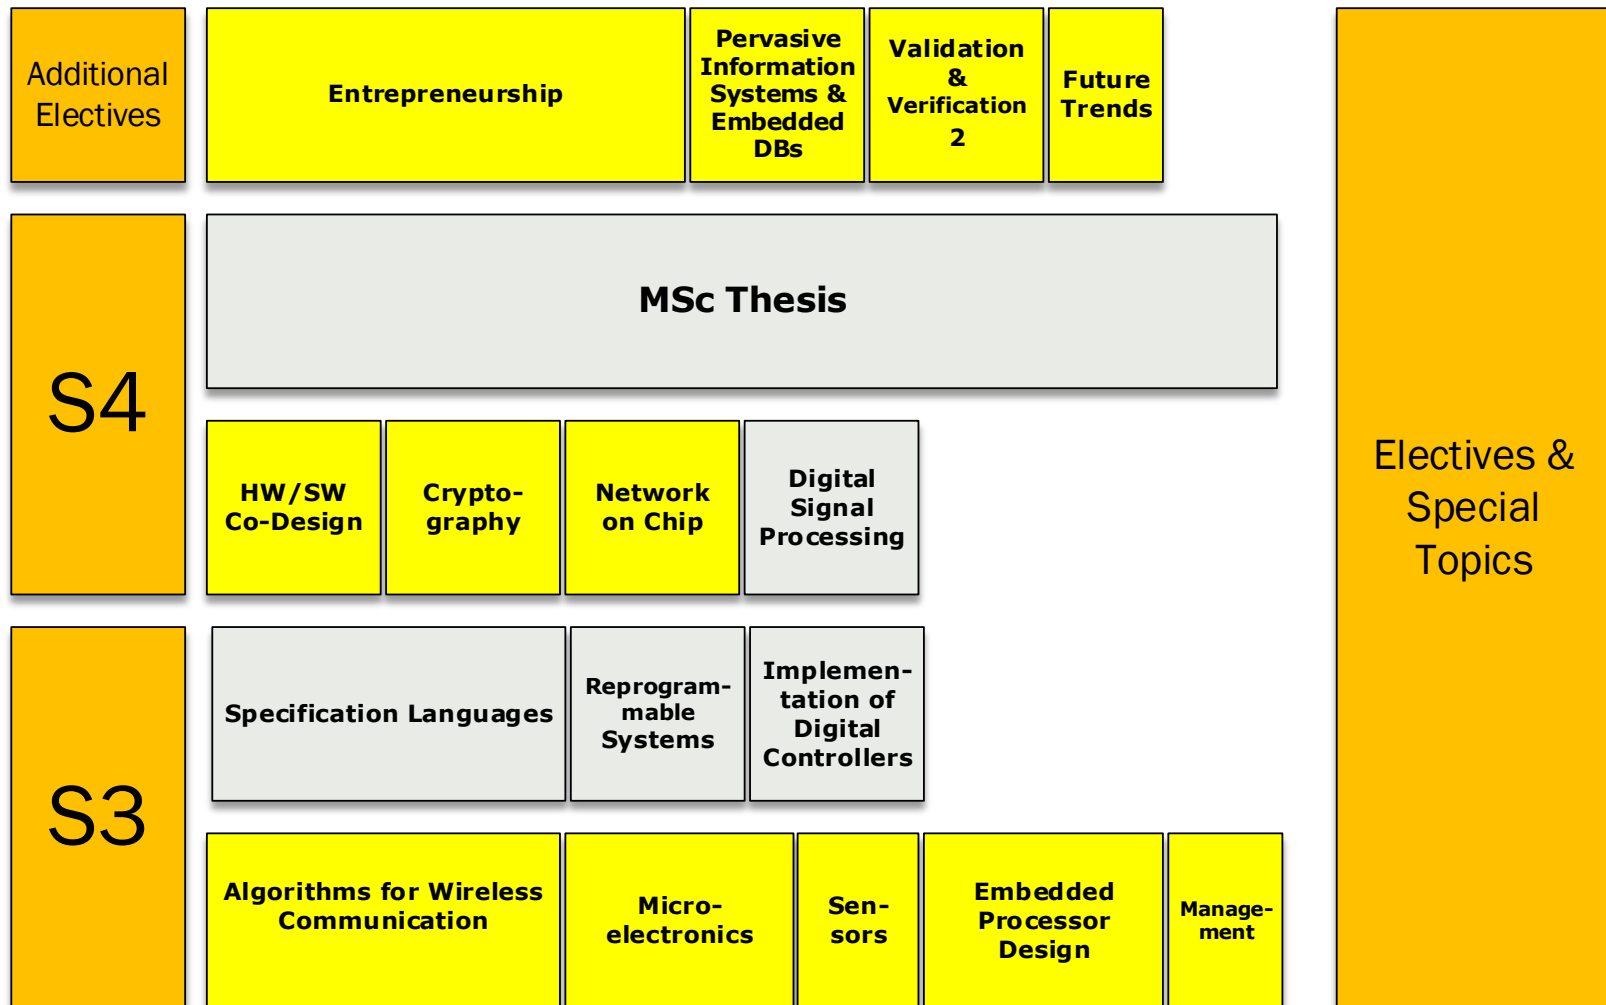 Additional
Electives
Entrepreneurship
Pervasive
Information
Systems &
Embedded
DBs
Validation
&
Verification
2
Future
Trends
S4
MSc Thesis
HW/SW
Co-Design
Crypto-
graphy
Network
on Chip
Digital
Signal
Processing
S3
Specification Languages
Reprogram-
mable
Systems
Implemen-
tation of
Digital
Controllers
Algorithms for Wireless
Communication
Micro-
electronics
Sen-
sors
Embedded
Processor
Design
Manage-
ment
Electives &
Special
Topics